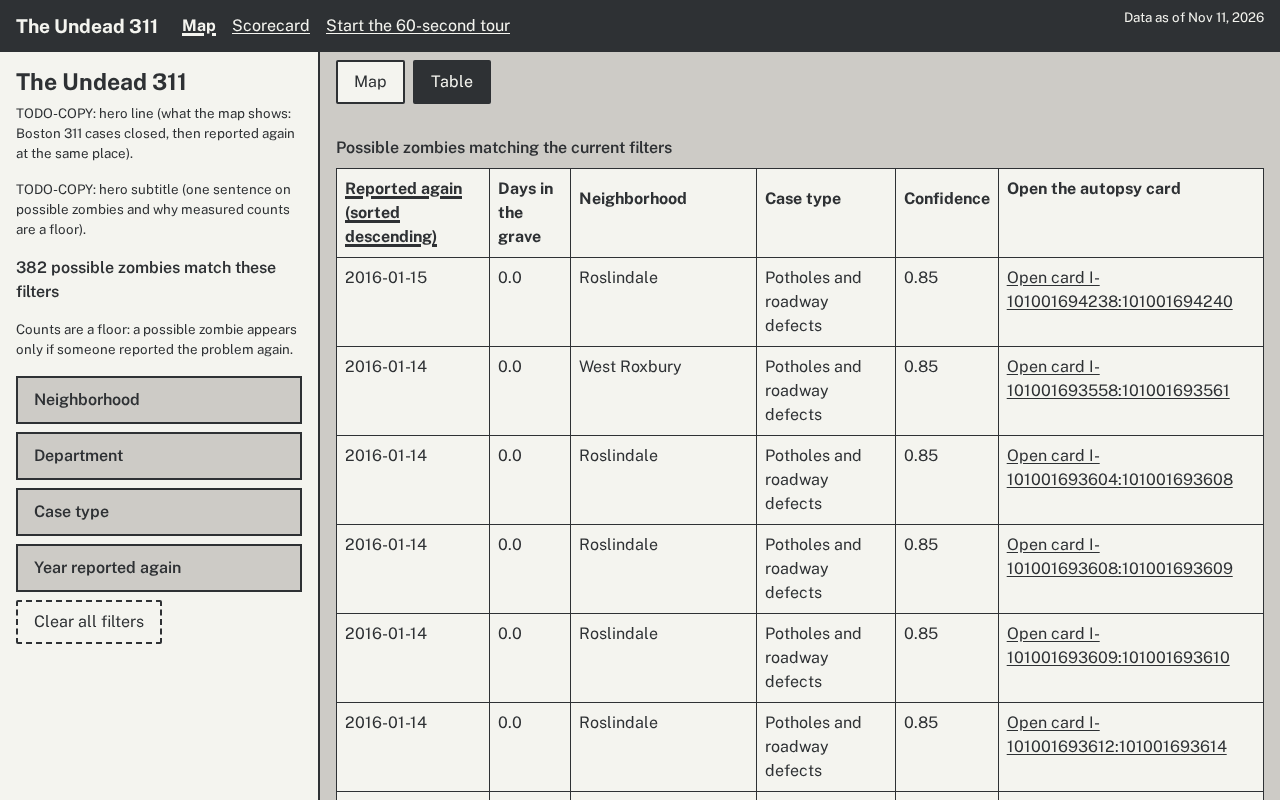 The Undead 311 Map Scorecard Start the 60-second tour Data as of Nov 11, 2026
The Undead 311
TODO-COPY: hero line (what the map shows:
Boston 311 cases closed, then reported again
at the same place).
TODO-COPY: hero subtitle (one sentence on
possible zombies and why measured counts
are a floor).
382 possible zombies match these
filters
Counts are a floor: a possible zombie appears
only if someone reported the problem again.
Neighborhood
Department
Case type
Year reported again
Clear all filters
Map Table
Possible zombies matching the current filters
Reported again
(sorted
descending)
Days in
the
grave
Neighborhood
Case type
Confidence
Open the autopsy card
2016-01-15
0.0
Roslindale
Potholes and
roadway
defects
0.85
Open card I-
101001694238:101001694240
2016-01-14
0.0
West Roxbury
Potholes and
roadway
defects
0.85
Open card I-
101001693558:101001693561
2016-01-14
0.0
Roslindale
Potholes and
roadway
defects
0.85
Open card I-
101001693604:101001693608
2016-01-14
0.0
Roslindale
Potholes and
roadway
defects
0.85
Open card I-
101001693608:101001693609
2016-01-14
0.0
Roslindale
Potholes and
roadway
defects
0.85
Open card I-
101001693609:101001693610
2016-01-14
0.0
Roslindale
Potholes and
roadway
defects
0.85
Open card I-
101001693612:101001693614